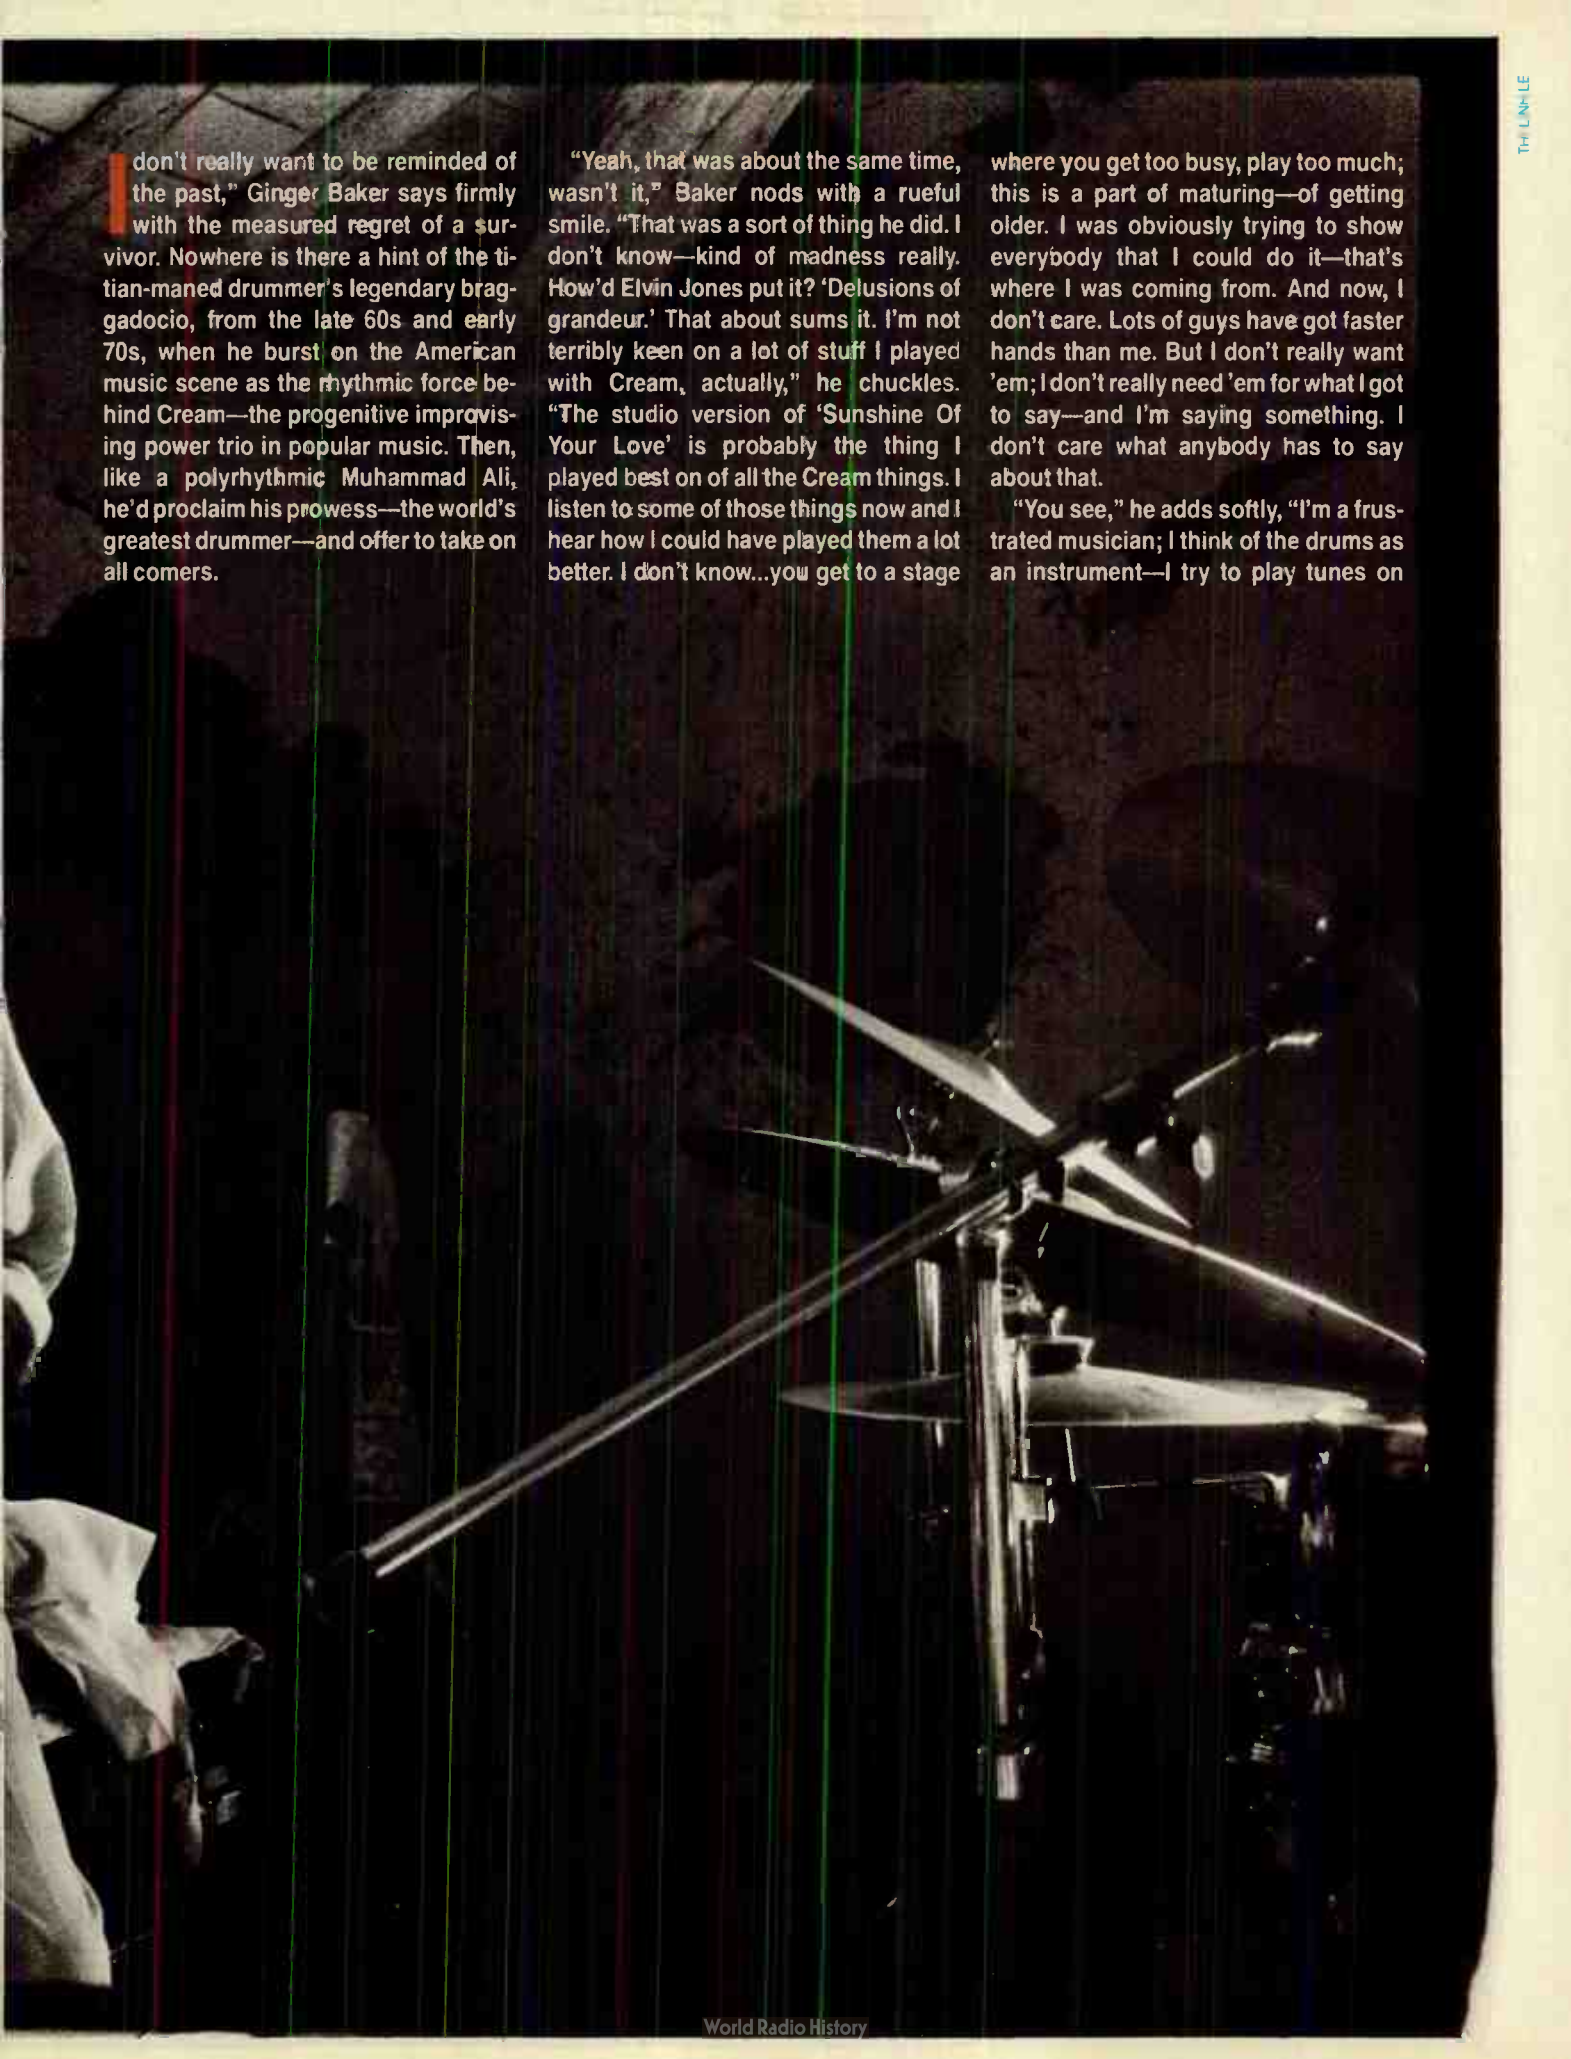 I don't really want to be reminded of
the past," Ginger Baker says firmly
with the measured regret of a sur-
vivor. Nowhere is there a hint of the ti-
tian-maned drummer's legendary brag-
gadocio, from the late 60s and early
70s, when he burst on the American
music scene as the rhythmic force be-
hind Cream—the progenitive improvis-
ing power trio in popular music. Then,
like a polyrhythmic Muhammad Ali,
he'd proclaim his prowess—the world's
greatest drummer—and offer to take on
all comers.
"Yeah, that was about the same time,
wasn't it," Baker nods with a rueful
smile. "That was a sort of thing he did. I
don't know—kind of madness really.
How'd Elvin Jones put it? 'Delusions of
grandeur.' That about sums it. I'm not
terribly keen on a lot of stuff I played
with Cream, actually," he chuckles.
"The studio version of 'Sunshine Of
Your Love' is probably the thing I
played best on of all the Cream things. I
listen to some of those things now and I
hear how I could have played them a lot
better. I don't know...you get to a stage
where you get too busy, play too much;
this is a part of maturing—of getting
older. I was obviously trying to show
everybody that I could do it—that's
where I was coming from. And now, I
don't care. Lots of guys have got faster
hands than me. But I don't really want
'em; I don't really need 'em for what I got
to say—and I'm saying something. I
don't care what anybody has to say
about that.
"You see," he adds softly, "I'm a frus-
trated musician; I think of the drums as
an instrument—I try to play tunes on
World Radio History